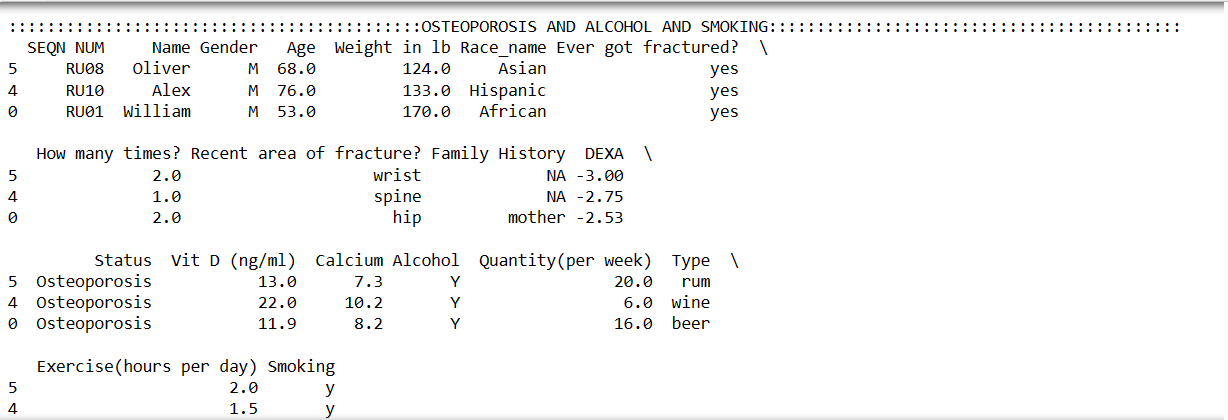 :::::::::::::::::::::::::::::::::::::::::::OSTEOPOROSIS AND ALCOHOL AND SMOKING:::::::::::::::::::::::::::::::::::::::::::
  SEQN NUM     Name Gender   Age  Weight in lb Race_name Ever got fractured?  \
5     RU08   Oliver      M  68.0         124.0     Asian                 yes
4     RU10     Alex      M  76.0         133.0  Hispanic                 yes
0     RU01  William      M  53.0         170.0   African                 yes

   How many times? Recent area of fracture? Family History  DEXA  \
5              2.0                    wrist             NA -3.00
4              1.0                    spine             NA -2.75
0              2.0                      hip         mother -2.53

         Status  Vit D (ng/ml)  Calcium Alcohol  Quantity(per week)  Type  \
5  Osteoporosis           13.0      7.3       Y                20.0   rum
4  Osteoporosis           22.0     10.2       Y                 6.0  wine
0  Osteoporosis           11.9      8.2       Y                16.0  beer

   Exercise(hours per day) Smoking
5                      2.0       y
4                      1.5       y